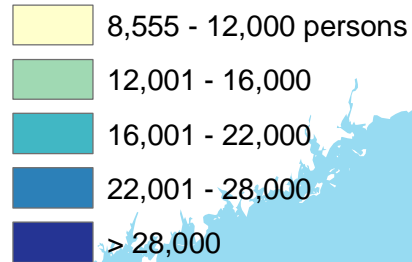 8,555 - 12,000 persons
12,001 - 16,000
16,001 - 22,000
22,001 - 28,000
> 28,000